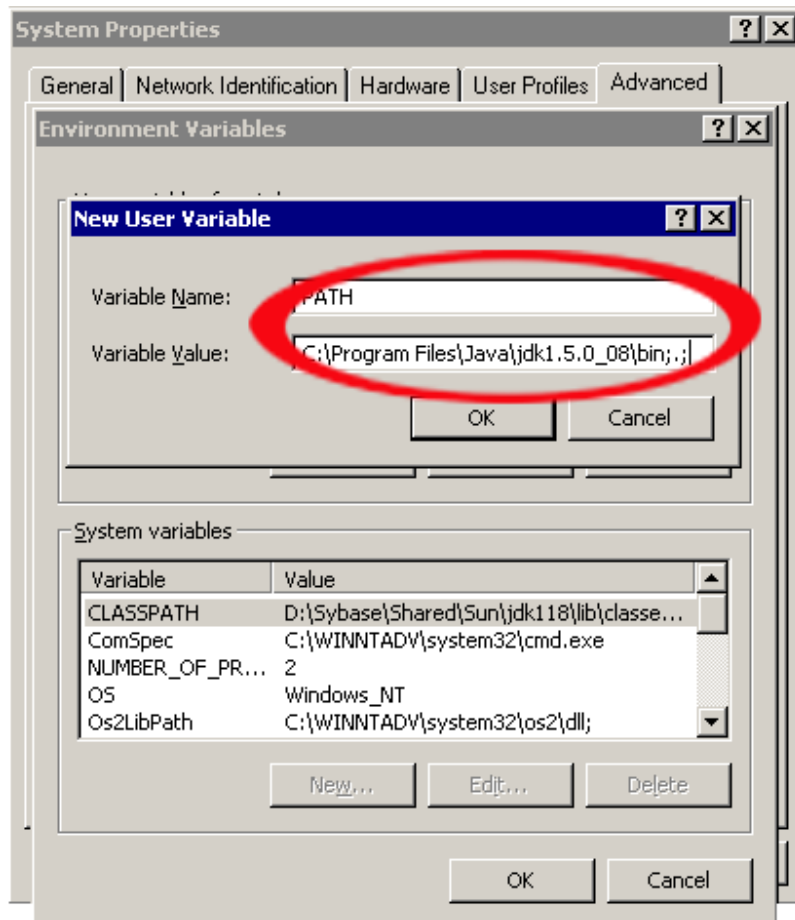 System Properties
General Network Identification Hardware User Profiles Advanced
Environment Variables
New User Variable
Variable Name: PATH
Variable Value: C:\Program Files\Java\jdk1.5.0_08\bin;.;
OK Cancel
System variables
Variable Value
CLASSPATH D:\Sybase\Shared\Sun\jdk118\lib\classe...
ComSpec C:\WINNTADV\system32\cmd.exe
NUMBER_OF_PR... 2
OS Windows_NT
Os2LibPath C:\WINNTADV\system32\os2\dll;
New... Edit... Delete
OK Cancel